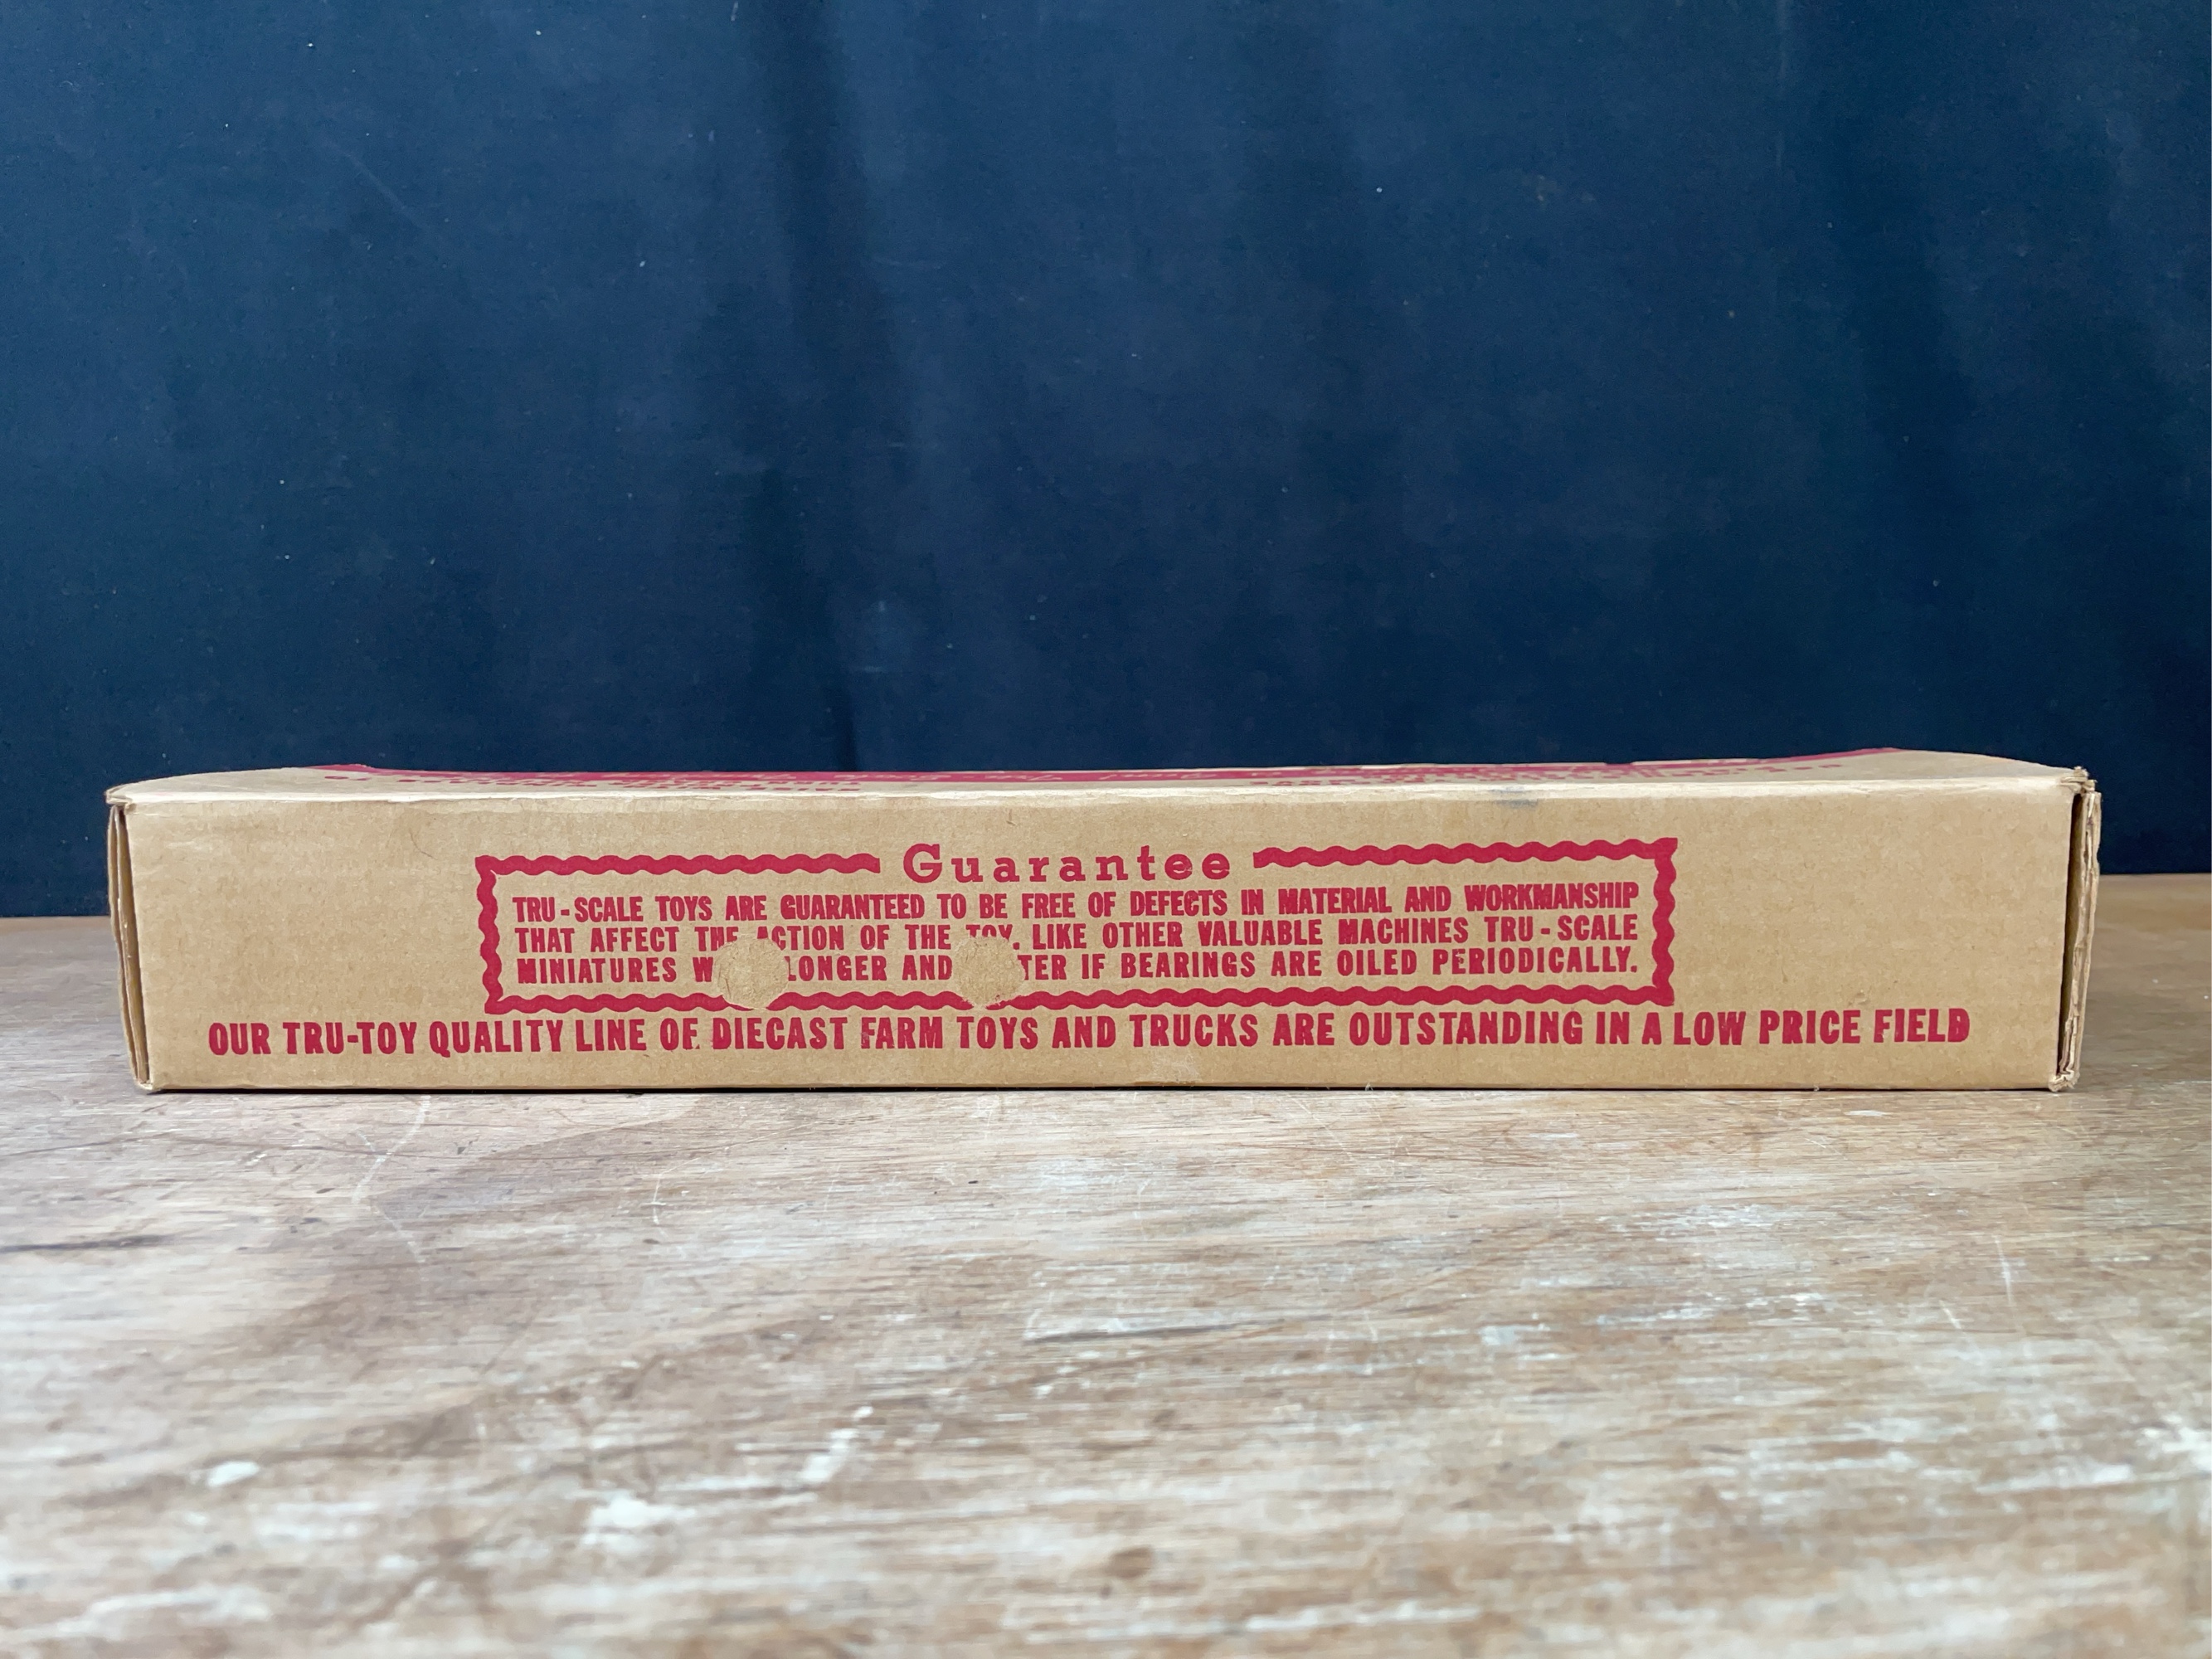 Guarantee
TRU-SCALE TOYS ARE GUARANTEED TO BE FREE OF DEFECTS IN MATERIAL AND WORKMANSHIP
THAT AFFECT THE ACTION OF THE TOY. LIKE OTHER VALUABLE MACHINES TRU-SCALE
MINIATURES LONGER AND IF BEARINGS ARE OILED PERIODICALLY.
OUR TRU-TOY QUALITY LINE OF DIECAST FARM TOYS AND TRUCKS ARE OUTSTANDING IN A LOW PRICE FIELD